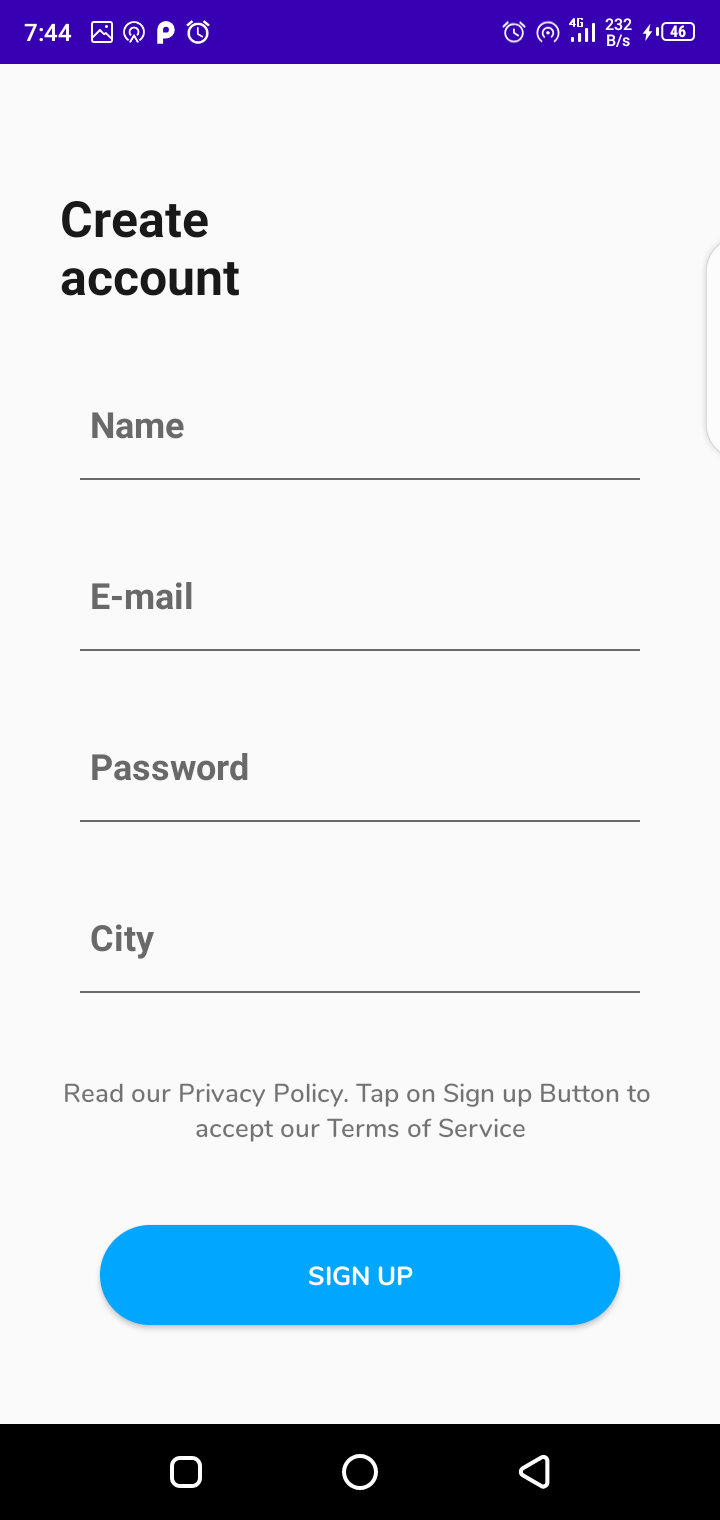 7:44 4G 232 B/s 46
Create
account
Name
E-mail
Password
City
Read our Privacy Policy. Tap on Sign up Button to
accept our Terms of Service
SIGN UP